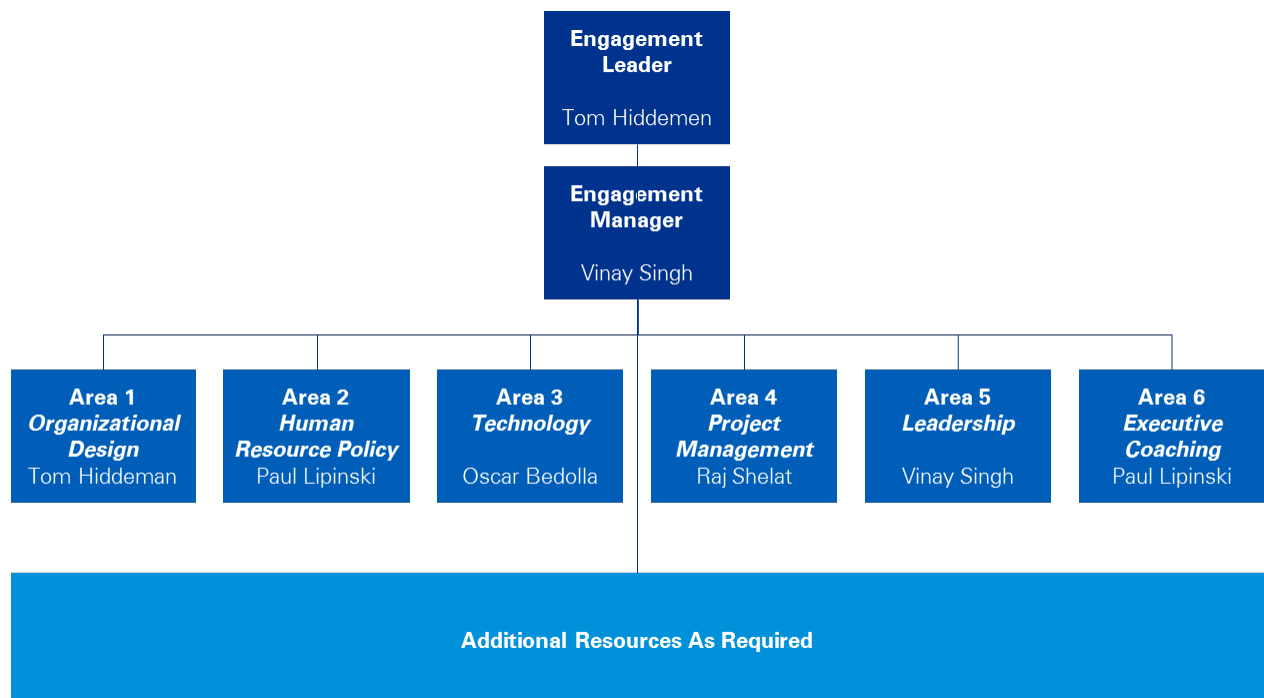 Engagement
Leader
Tom Hiddemen
Engagement
Manager
Vinay Singh
Area 1
Organizational
Design
Tom Hiddeman
Area 2
Human
Resource Policy
Paul Lipinski
Area 3
Technology
Oscar Bedolla
Area 4
Project
Management
Raj Shelat
Area 5
Leadership
Vinay Singh
Area 6
Executive
Coaching
Paul Lipinski
Additional Resources As Required